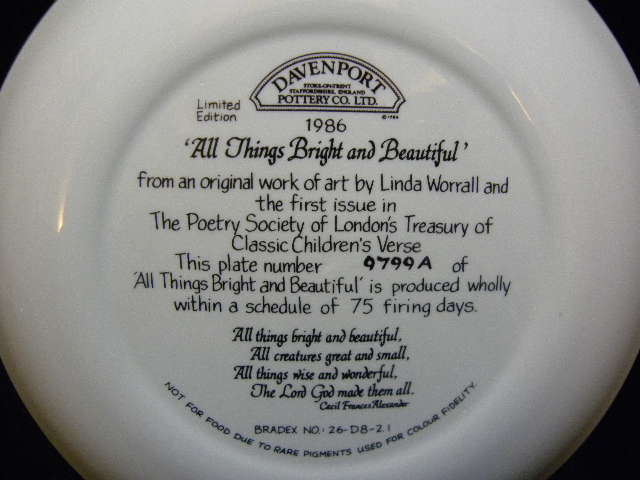 DAVENPORT
STOKE-ON-TRENT
STAFFORDSHIRE, ENGLAND
POTTERY CO. LTD.
©1986
Limited
Edition
1986
'All Things Bright and Beautiful'
from an original work of art by Linda Worrall and
the first issue in
The Poetry Society of London's Treasury of
Classic Children's Verse
This plate number 9799A of
'All Things Bright and Beautiful' is produced wholly
within a schedule of 75 firing days.
All things bright and beautiful,
All creatures great and small,
All things wise and wonderful,
The Lord God made them all.
Cecil Frances Alexander
BRADEX NO: 26-D8-2.1
NOT FOR FOOD DUE TO RARE PIGMENTS USED FOR COLOUR FIDELITY.